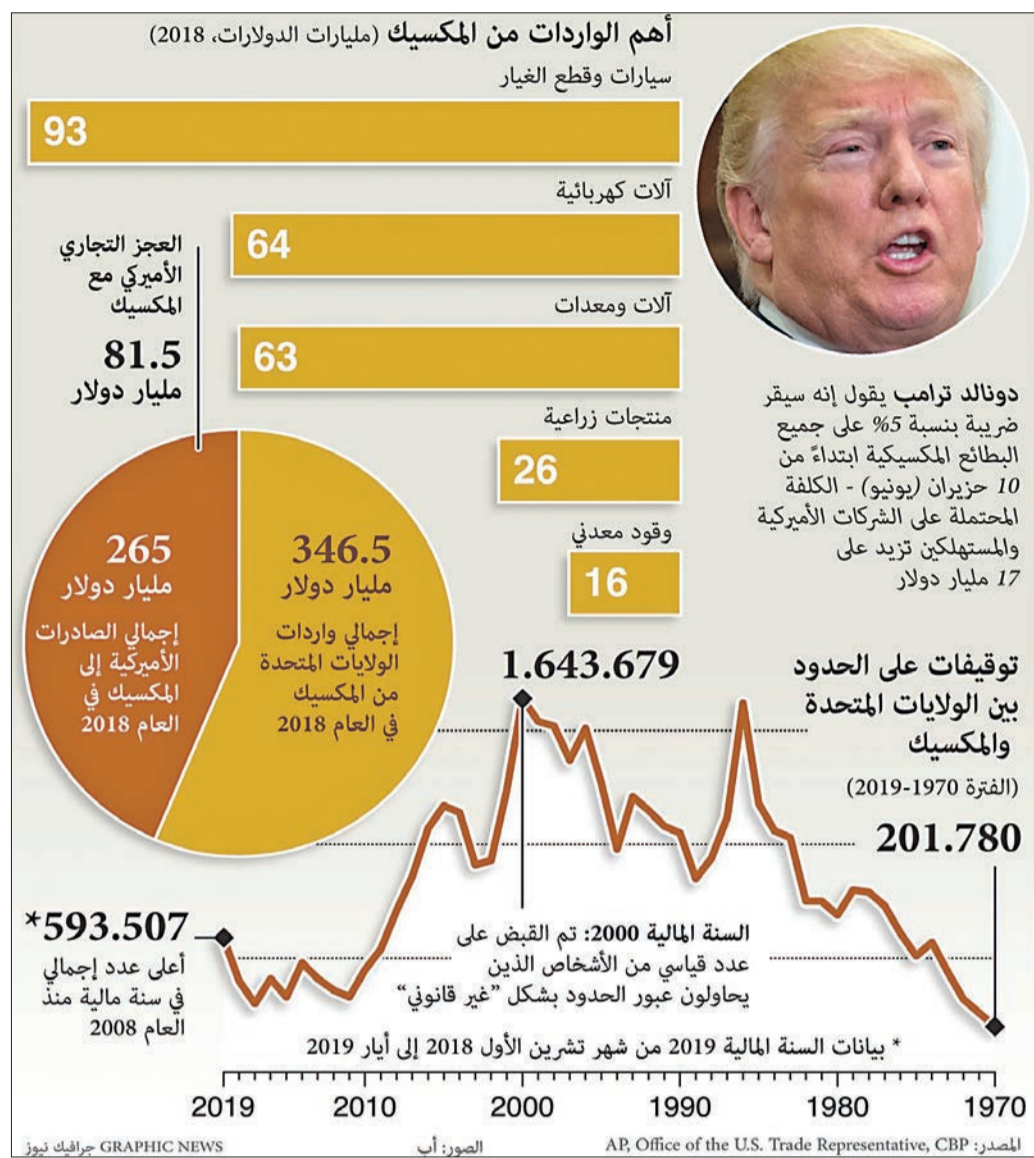 أهم الواردات من المكسيك (مليارات الدولارات، 2018)
سيارات وقطع الغيار
93
آلات كهربائية
64
آلات ومعدات
63
منتجات زراعية
26
وقود معدني
16
دونالد ترامب يقول إنه سيقر
ضريبة بنسبة 5% على جميع
البطائع المكسيكية ابتداءً من
10 حزيران (يونيو) - الكلفة
المحتملة على الشركات الأميركية
والمستهلكين تزيد على
17 مليار دولار
العجز التجاري
الأميركي مع
المكسيك
81.5
مليار دولار
346.5
مليار دولار
إجمالي واردات
الولايات المتحدة
من المكسيك
في العام 2018
265
مليار دولار
إجمالي الصادرات
الأميركية إلى
المكسيك في
العام 2018
توقيفات على الحدود
بين الولايات المتحدة
والمكسيك
(الفترة 1970-2019)
201.780
1.643.679
السنة المالية 2000: تم القبض على
عدد قياسي من الأشخاص الذين
يحاولون عبور الحدود بشكل “غير قانوني”
593.507*
أعلى عدد إجمالي
في سنة مالية منذ
العام 2008
* بيانات السنة المالية 2019 من شهر تشرين الأول 2018 إلى أيار 2019
1970
1980
1990
2000
2010
2019
المصدر: AP, Office of the U.S. Trade Representative, CBP
الصور: أب
GRAPHIC NEWS جرافيك نيوز